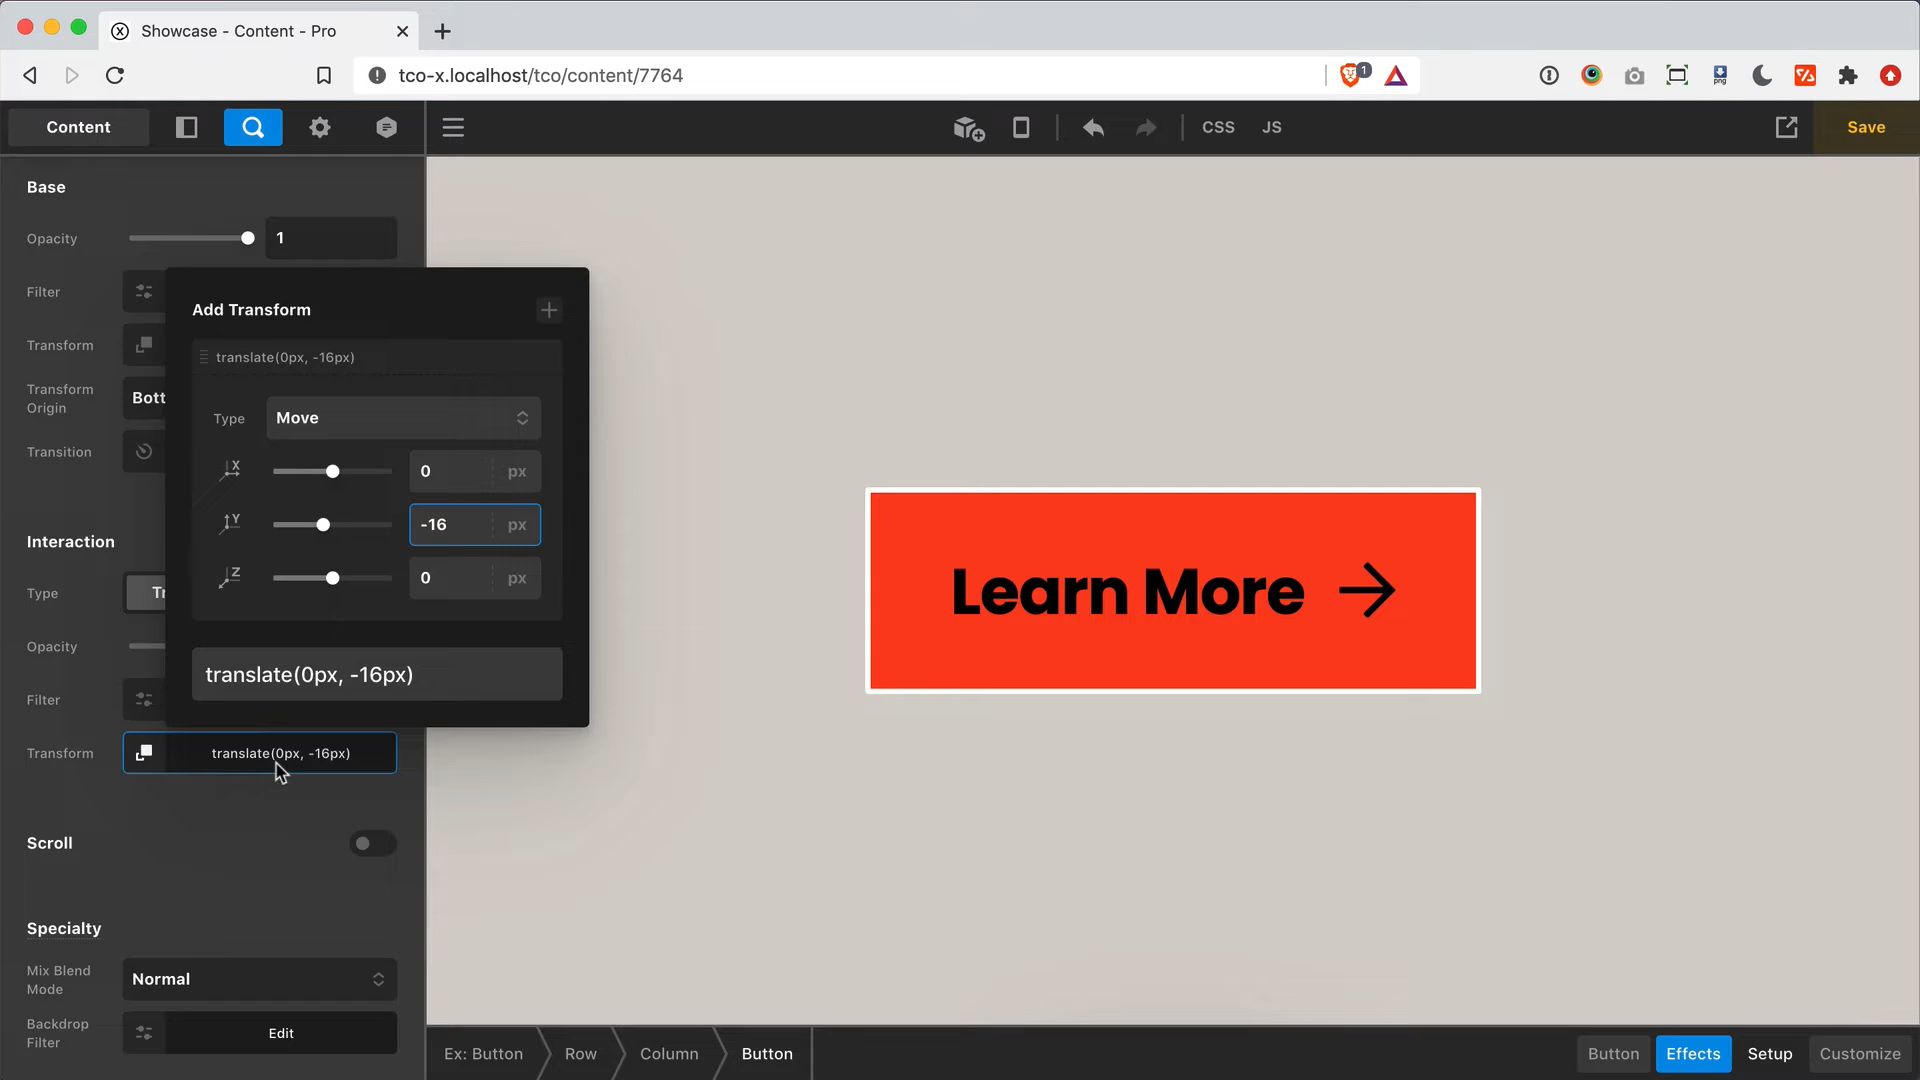 Showcase - Content - Pro
tco-x.localhost/tco/content/7764
1
png
Content
CSS
JS
Save
Base
Opacity
1
Filter
Transform
Transform
Origin
Bott
Transition
Add Transform
translate(0px, -16px)
Type
Move
X
0
px
Y
-16
px
Z
0
px
translate(0px, -16px)
Interaction
Type
Tr
Opacity
Filter
Transform
translate(0px, -16px)
Scroll
Specialty
Mix Blend
Mode
Normal
Backdrop
Filter
Edit
Learn More →
Ex: Button
Row
Column
Button
Button
Effects
Setup
Customize